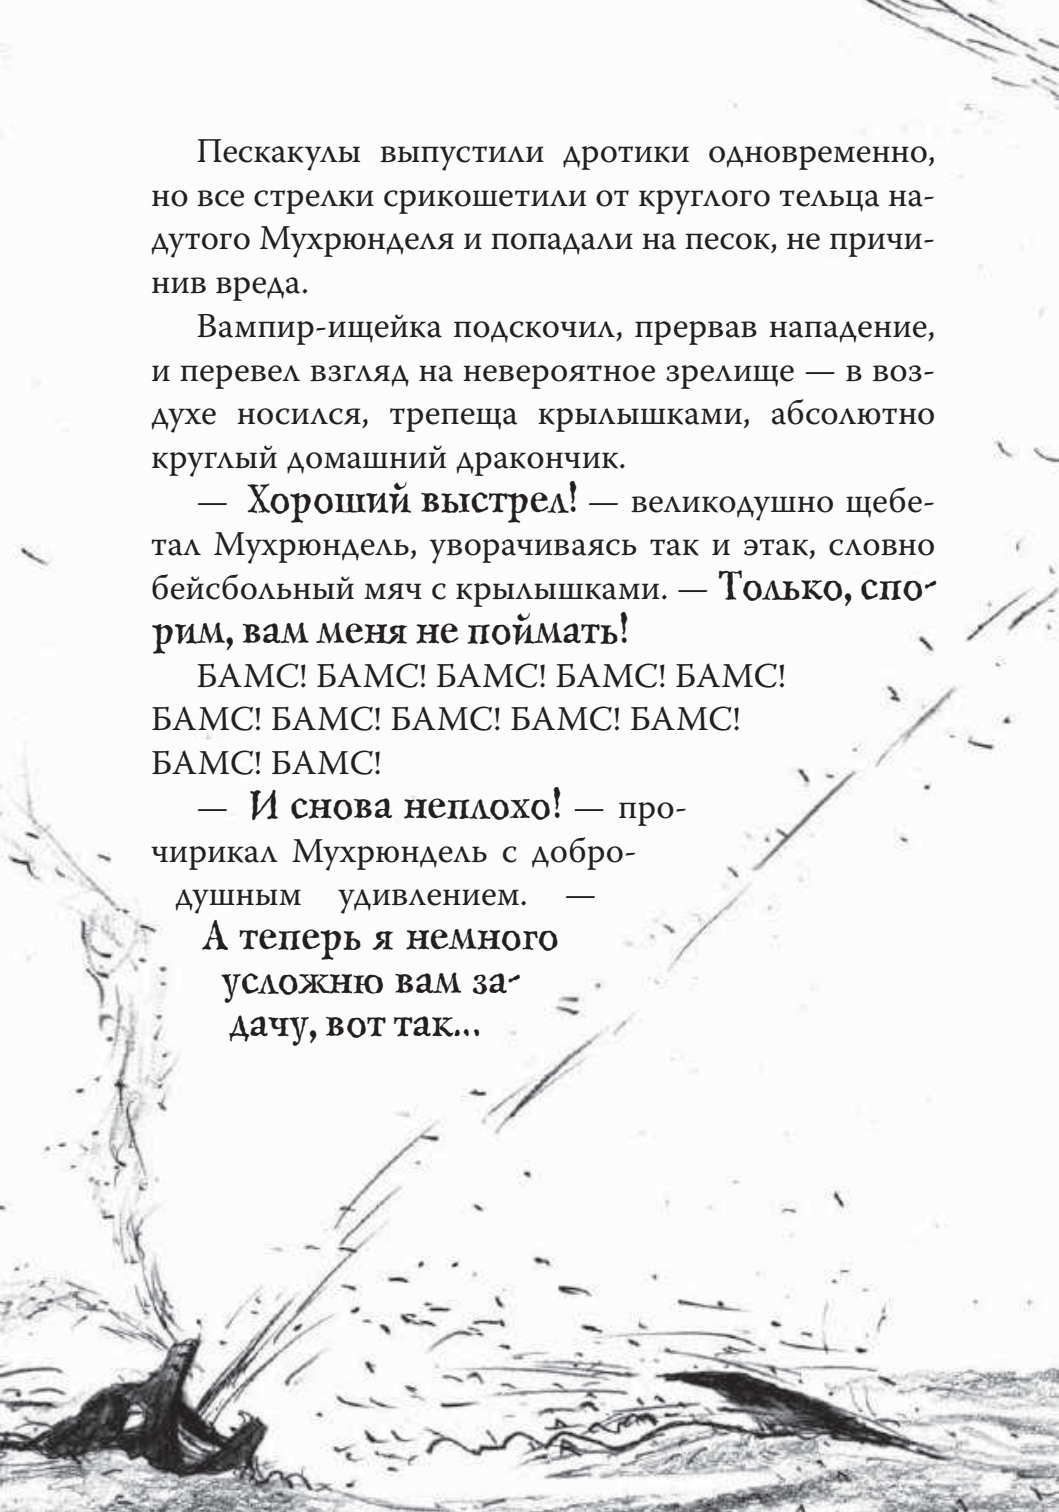 Пескакулы выпустили дротики одновременно,
но все стрелки срикошетили от круглого тельца на-
дутого Мухрюнделя и попадали на песок, не причи-
нив вреда.
Вампир-ищейка подскочил, прервав нападение,
и перевел взгляд на невероятное зрелище — в воз-
духе носился, трепеща крылышками, абсолютно
круглый домашний дракончик.
— Хороший выстрел! — великодушно щебе-
тал Мухрюндель, уворачиваясь так и этак, словно
бейсбольный мяч с крылышками. — Только, спо-
рим, вам меня не поймать!
БАМС! БАМС! БАМС! БАМС! БАМС!
БАМС! БАМС! БАМС! БАМС! БАМС!
БАМС! БАМС!
— И снова неплохо! — про-
чирикал Мухрюндель с добро-
душным удивлением. —
А теперь я немного
усложню вам за-
дачу, вот так...